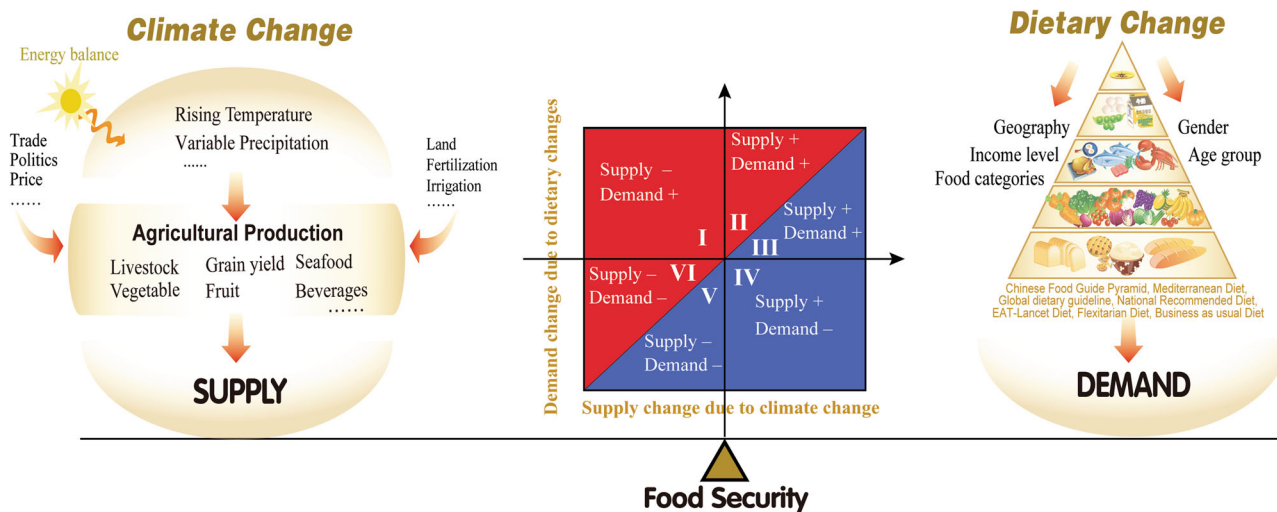 Climate Change
Energy balance
Rising Temperature
Variable Precipitation
......
Trade
Politics
Price
......
Land
Fertilization
Irrigation
......
Agricultural Production
Livestock
Grain yield
Seafood
Vegetable
Fruit
Beverages
......
SUPPLY
Demand change due to dietary changes
Supply –
Demand +
Supply +
Demand +
Supply +
Demand +
I
II
III
VI
V
IV
Supply –
Demand –
Supply –
Demand –
Supply +
Demand –
Supply change due to climate change
Food Security
Dietary Change
Geography
Income level
Food categories
Gender
Age group
Chinese Food Guide Pyramid, Mediterranean Diet,
Global dietary guideline, National Recommended Diet,
EAT-Lancet Diet, Flexitarian Diet, Business as usual Diet
DEMAND